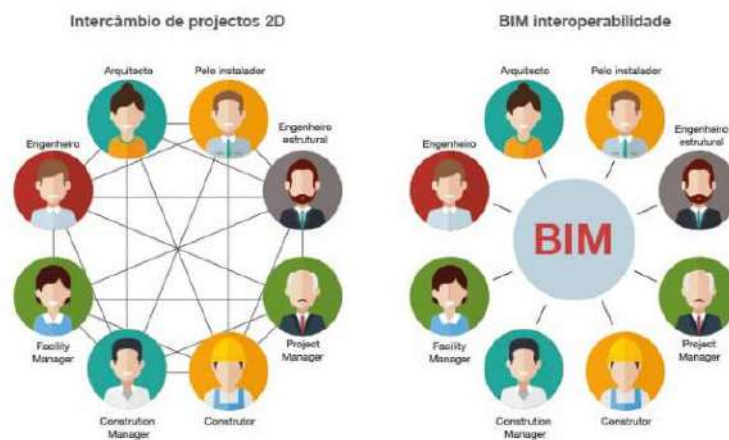 Intercâmbio de projectos 2D
Arquitecto
Pelo instalador
Engenheiro
Engenheiro
estrutural
Facility
Manager
Project
Manager
Constrution
Manager
Construtor
BIM interoperabilidade
Arquitecto
Pelo instalador
Engenheiro
Engenheiro
estrutural
BIM
Facility
Manager
Project
Manager
Constrution
Manager
Construtor